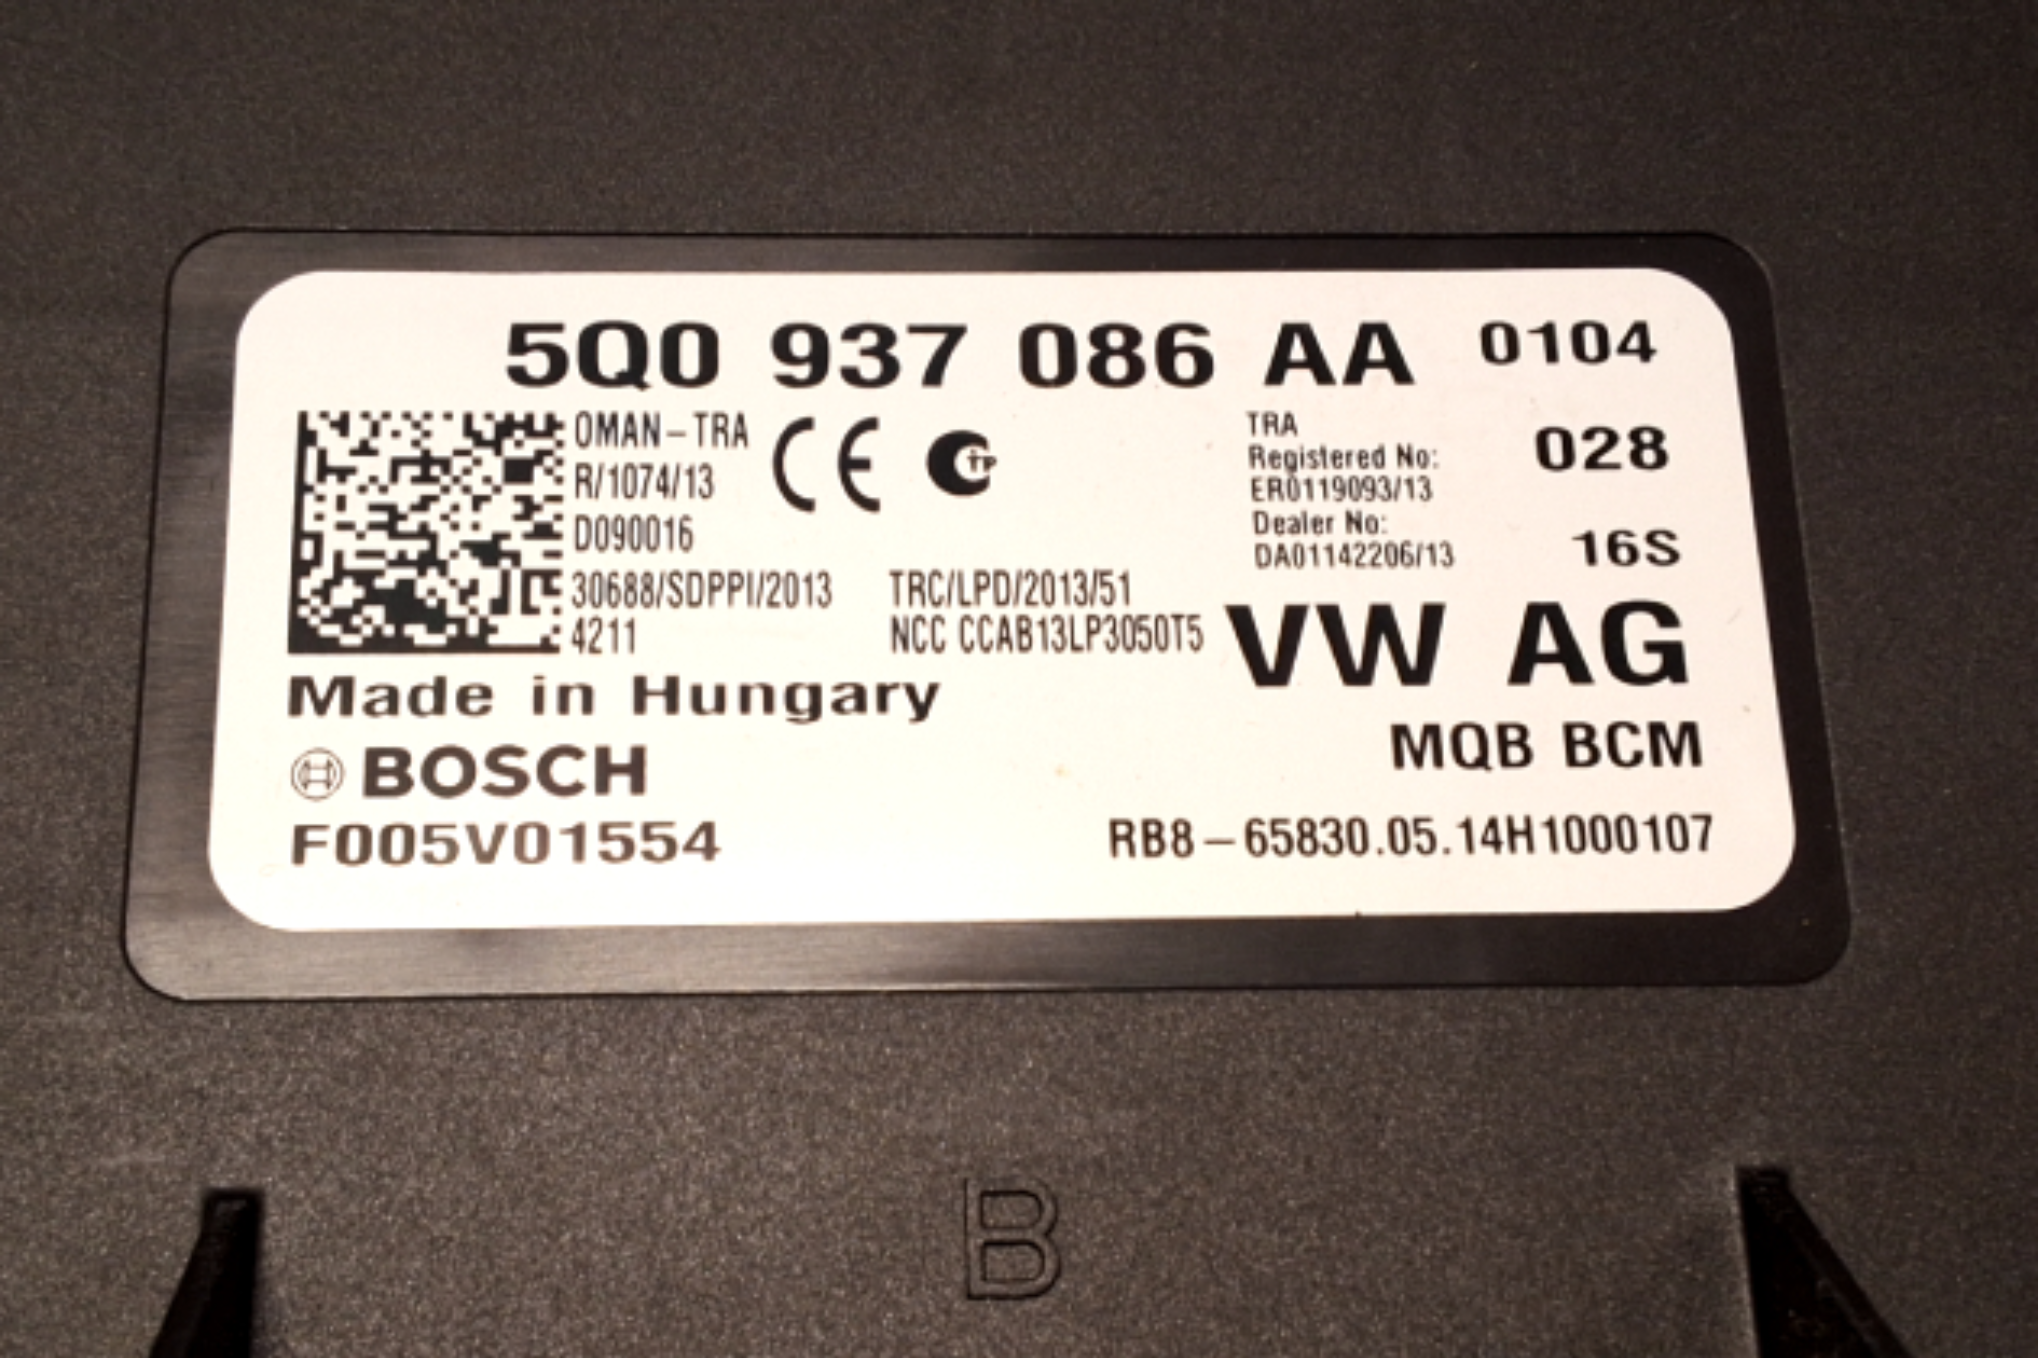 5Q0 937 086 AA 0104
OMAN-TRA
R/1074/13
D090016
30688/SDPPI/2013
4211
CE
TRC/LPD/2013/51
NCC CCAB13LP3050T5
TRA
Registered No:
ER0119093/13
Dealer No:
DA01142206/13
028
16S
VW AG
MQB BCM
Made in Hungary
BOSCH
F005V01554
RB8-65830.05.14H1000107
B